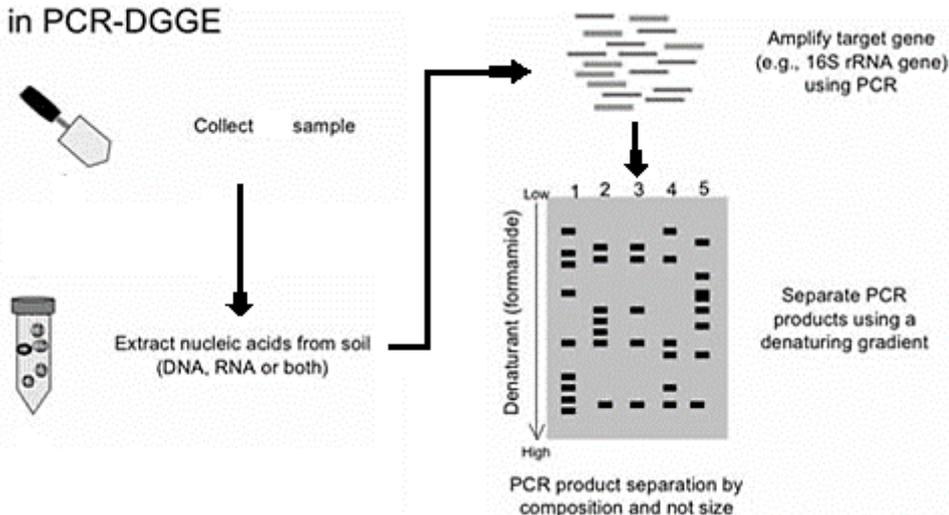 in PCR-DGGE
Collect sample
Extract nucleic acids from soil
(DNA, RNA or both)
Amplify target gene
(e.g., 16S rRNA gene)
using PCR
Low
1 2 3 4 5
Denaturant (formamide)
High
Separate PCR
products using a
denaturing gradient
PCR product separation by
composition and not size